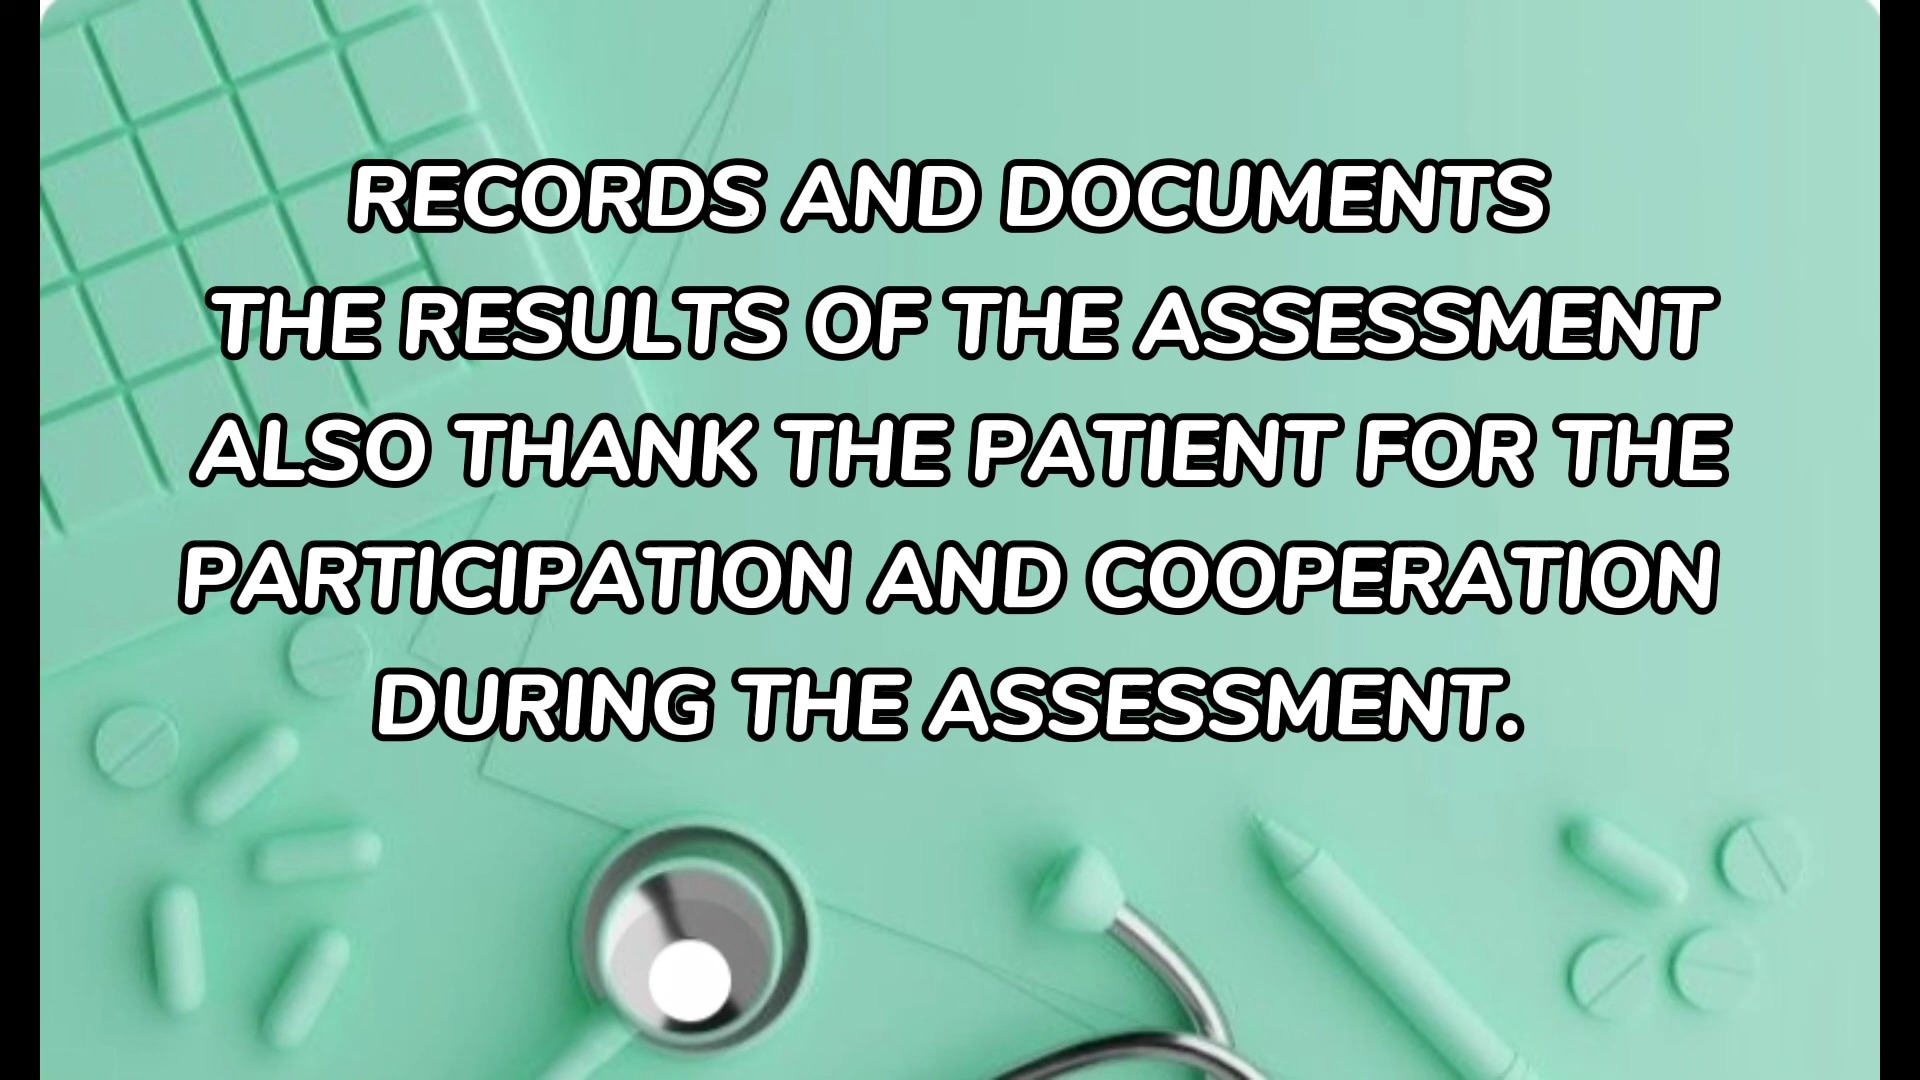 RECORDS AND DOCUMENTS
THE RESULTS OF THE ASSESSMENT
ALSO THANK THE PATIENT FOR THE
PARTICIPATION AND COOPERATION
DURING THE ASSESSMENT.